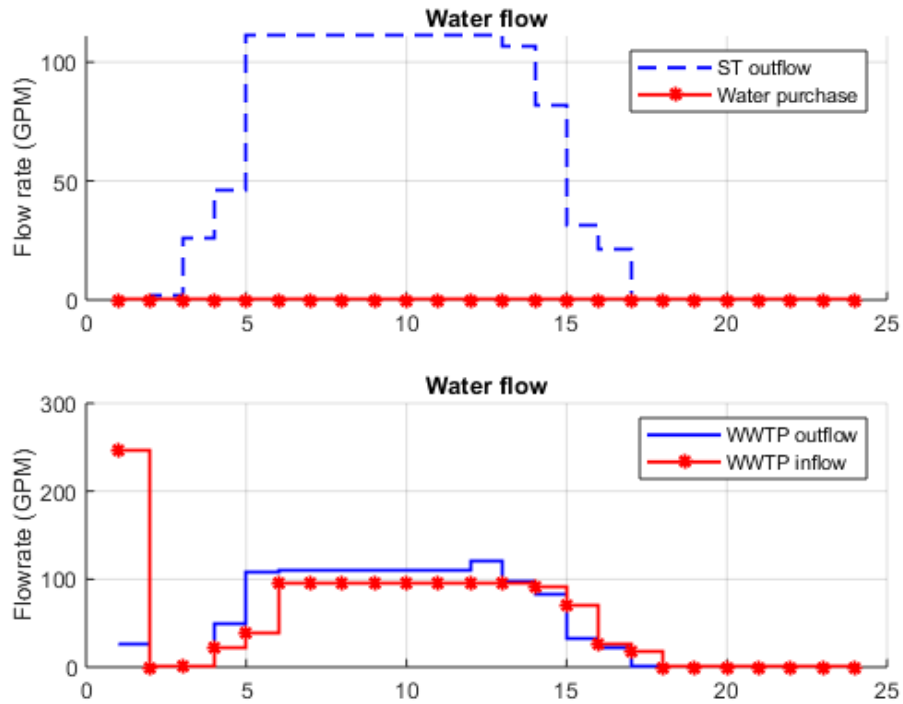 Water flow
Flow rate (GPM)
100
50
0
ST outflow
Water purchase
0 5 10 15 20 25
Water flow
Flowrate (GPM)
300
200
100
0
WWTP outflow
WWTP inflow
0 5 10 15 20 25